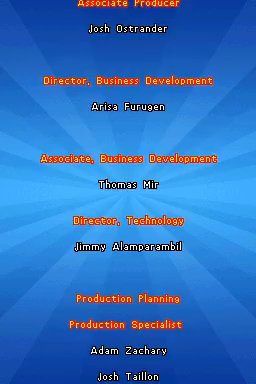 Associate Producer
Josh Ostrander
Director, Business Development
Arisa Furugen
Associate, Business Development
Thomas Mir
Director, Technology
Jimmy Alamparambil
Production Planning
Production Specialist
Adam Zachary
Josh Taillon